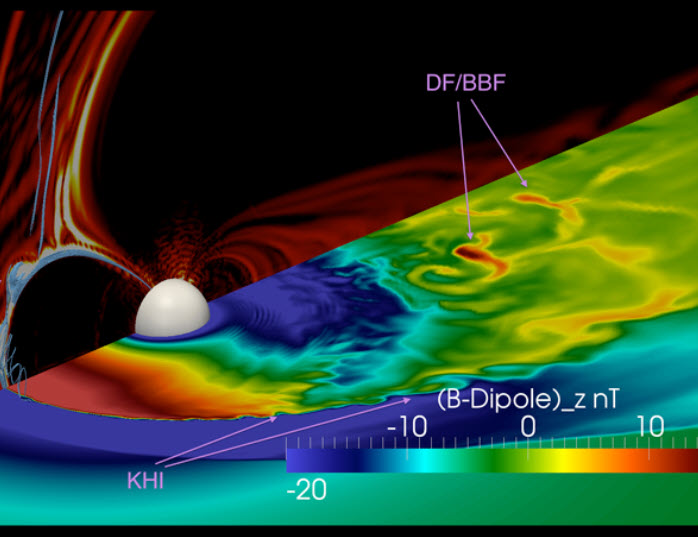 DF/BBF
(B-Dipole)_z nT
-10 0 10
KHI
-20